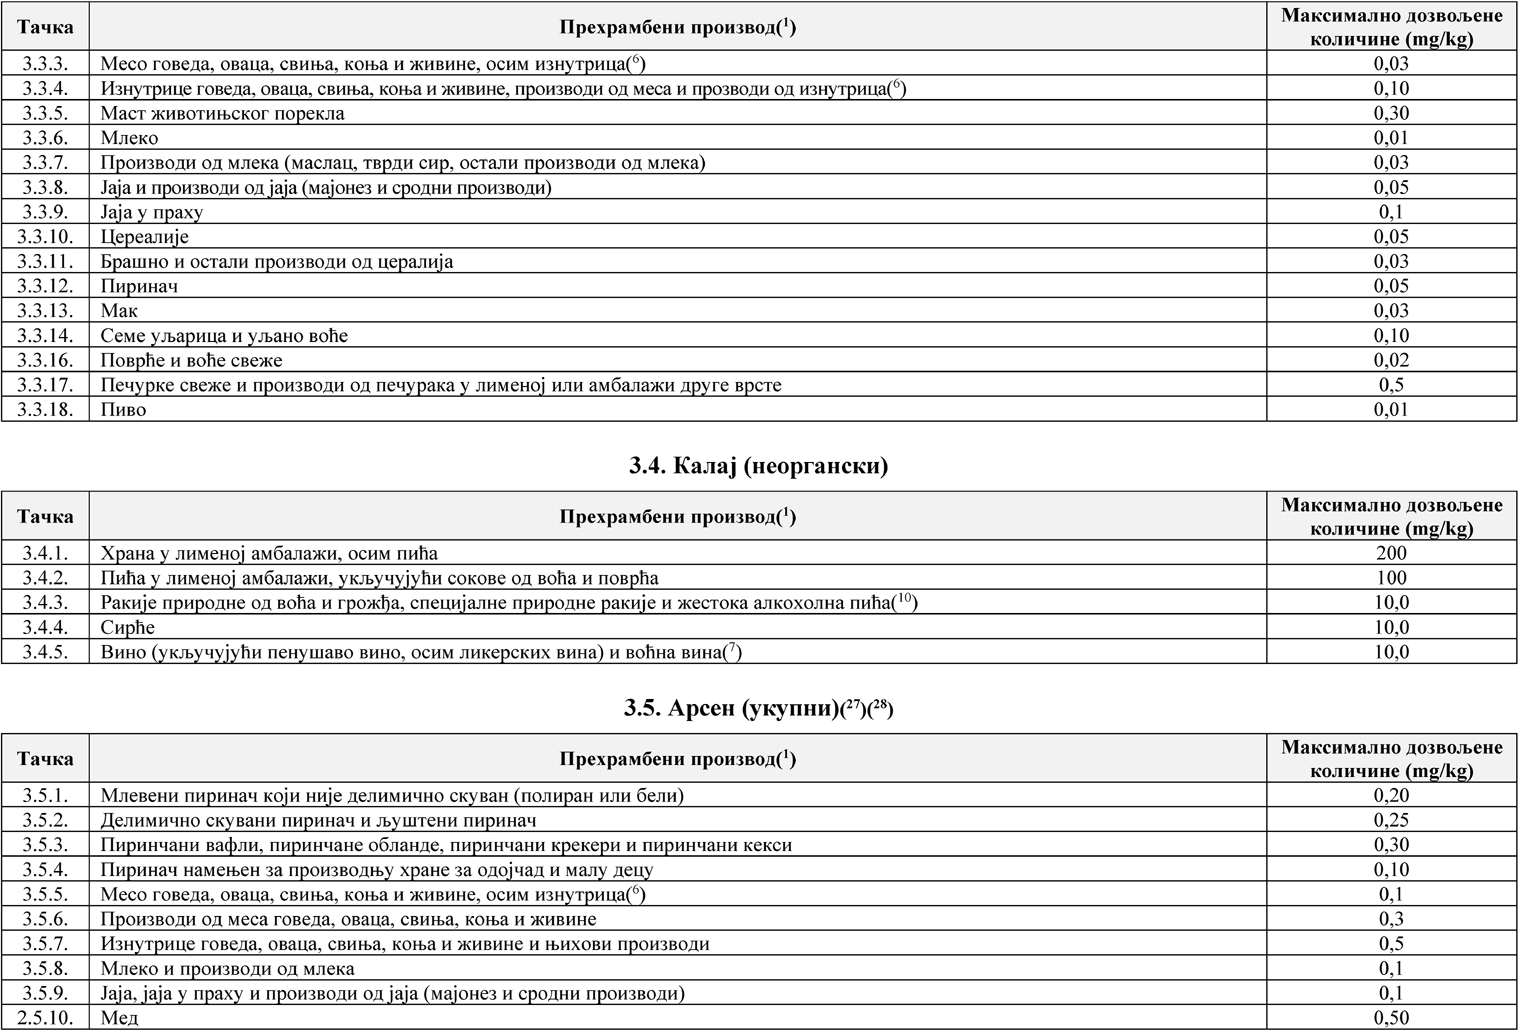 Тачка Прехрамбени производ(1) Максимално дозвољене количине (mg/kg)
3.3.3. Месо говеда, оваца, свиња, коња и живине, осим изнутрица(6) 0,03
3.3.4. Изнутрице говеда, оваца, свиња, коња и живине, производи од меса и прозводи од изнутрица(6) 0,10
3.3.5. Маст животињског порекла 0,30
3.3.6. Млеко 0,01
3.3.7. Производи од млека (маслац, тврди сир, остали производи од млека) 0,03
3.3.8. Јаја и производи од јаја (мајонез и сродни производи) 0,05
3.3.9. Јаја у праху 0,1
3.3.10. Цереалије 0,05
3.3.11. Брашно и остали производи од цералија 0,03
3.3.12. Пиринач 0,05
3.3.13. Мак 0,03
3.3.14. Семе уљарица и уљано воће 0,10
3.3.16. Поврће и воће свеже 0,02
3.3.17. Печурке свеже и производи од печурака у лименој или амбалажи друге врсте 0,5
3.3.18. Пиво 0,01
3.4. Калај (неоргански)
Тачка Прехрамбени производ(1) Максимално дозвољене количине (mg/kg)
3.4.1. Храна у лименој амбалажи, осим пића 200
3.4.2. Пића у лименој амбалажи, укључујући сокове од воћа и поврћа 100
3.4.3. Ракије природне од воћа и грожђа, специјалне природне ракије и жестока алкохолна пића(10) 10,0
3.4.4. Сирће 10,0
3.4.5. Вино (укључујући пенушаво вино, осим ликерских вина) и воћна вина(7) 10,0
3.5. Арсен (укупни)(27)(28)
Тачка Прехрамбени производ(1) Максимално дозвољене количине (mg/kg)
3.5.1. Млевени пиринач који није делимично скуван (полиран или бели) 0,20
3.5.2. Делимично скувани пиринач и љуштени пиринач 0,25
3.5.3. Пиринчани вафли, пиринчане обланде, пиринчани крекери и пиринчани кекси 0,30
3.5.4. Пиринач намењен за производњу хране за одојчад и малу децу 0,10
3.5.5. Месо говеда, оваца, свиња, коња и живине, осим изнутрица(6) 0,1
3.5.6. Производи од меса говеда, оваца, свиња, коња и живине 0,3
3.5.7. Изнутрице говеда, оваца, свиња, коња и живине и њихови производи 0,5
3.5.8. Млеко и производи од млека 0,1
3.5.9. Јаја, јаја у праху и производи од јаја (мајонез и сродни производи) 0,1
2.5.10. Мед 0,50